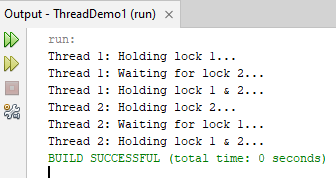 Output - ThreadDemo1 (run) ×
run:
Thread 1: Holding lock 1...
Thread 1: Waiting for lock 2...
Thread 1: Holding lock 1 & 2...
Thread 2: Holding lock 2...
Thread 2: Waiting for lock 1...
Thread 2: Holding lock 1 & 2...
BUILD SUCCESSFUL (total time: 0 seconds)